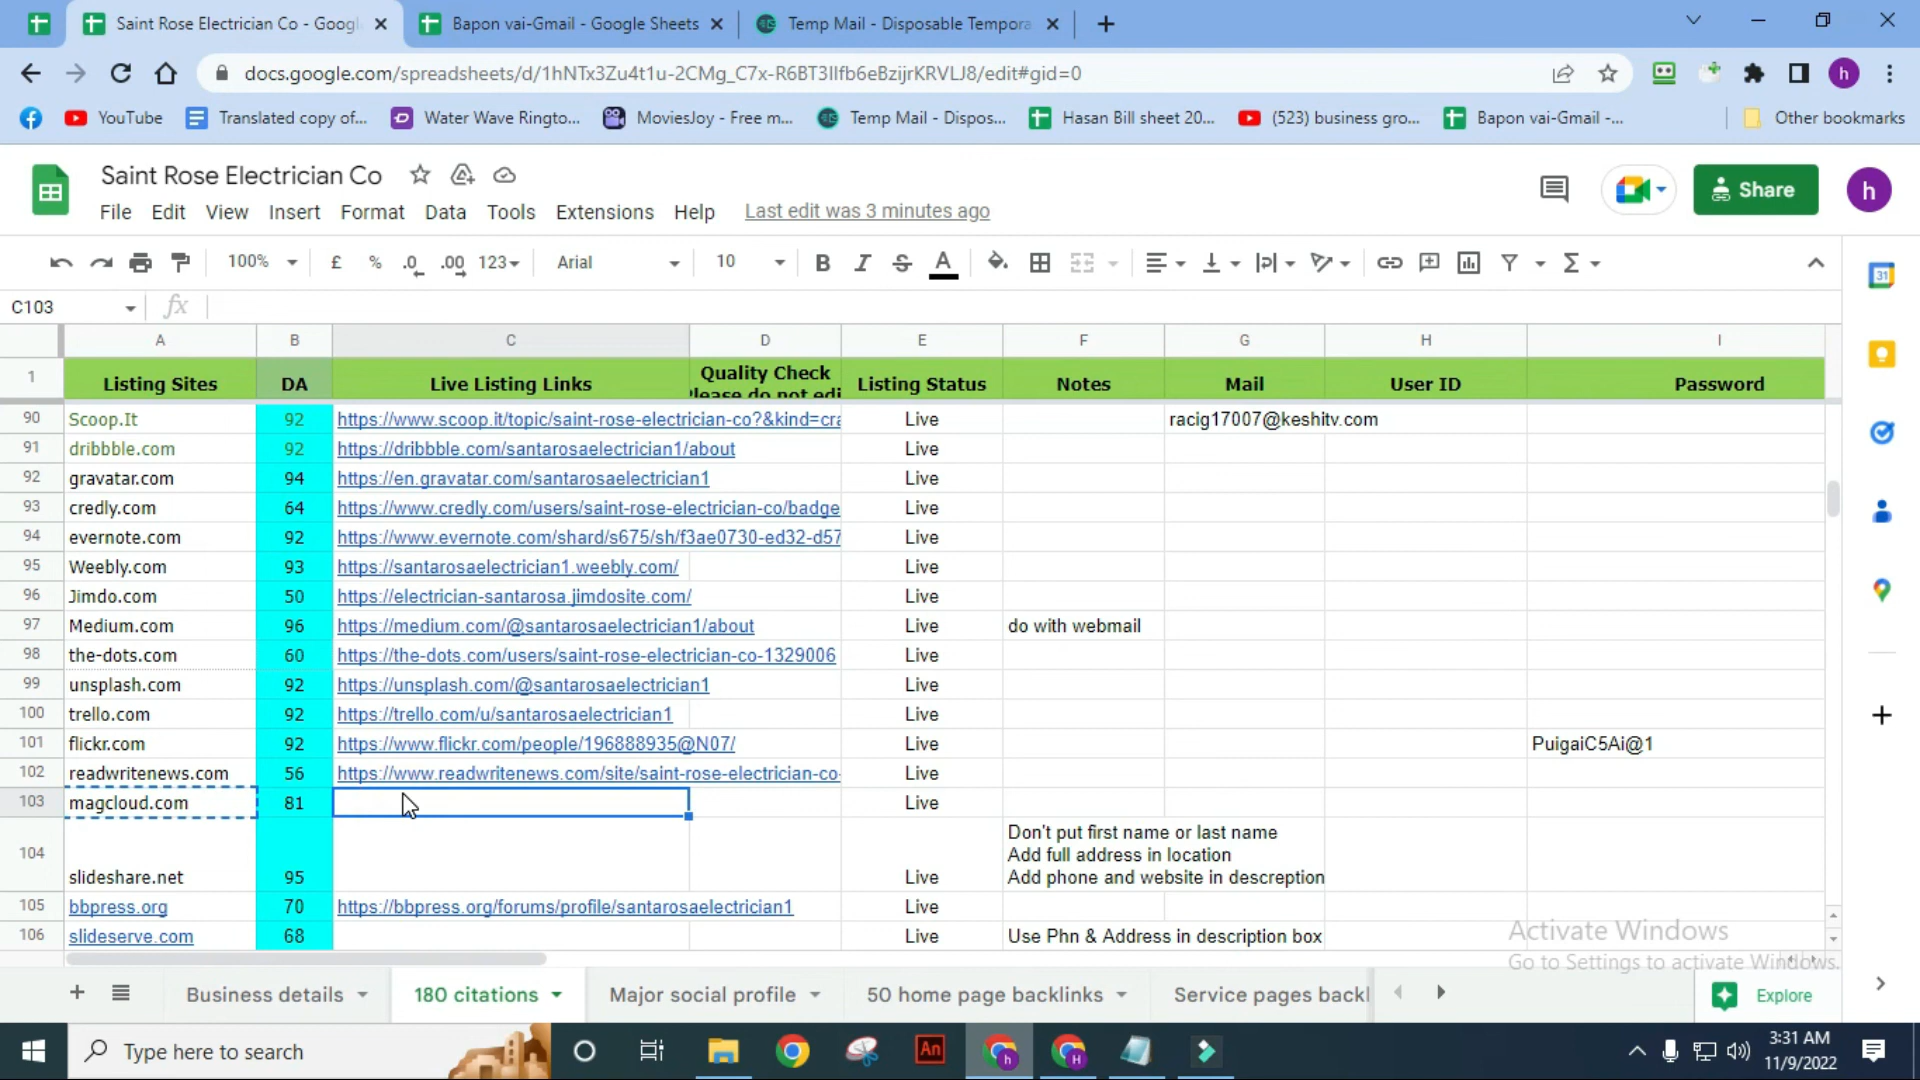 Saint Rose Electrician Co - Googl
Bapon vai-Gmail - Google Sheets
Temp Mail - Disposable Tempora
docs.google.com/spreadsheets/d/1hNTx3Zu4t1u-2CMg_C7x-R6BT3Ilfb6eBzijrKRVLJ8/edit#gid=0
YouTube
Translated copy of...
Water Wave Ringto...
MoviesJoy - Free m...
Temp Mail - Dispos...
Hasan Bill sheet 20...
(523) business gro...
Bapon vai-Gmail -...
Other bookmarks
Saint Rose Electrician Co
File Edit View Insert Format Data Tools Extensions Help Last edit was 3 minutes ago
Share
h
100% £ % .0 .00 123 Arial 10 B I S A
C103
fx
A B C D E F G H I
1 Listing Sites DA Live Listing Links Quality Check Listing Status Notes Mail User ID Password
90 Scoop.It 92 https://www.scoop.it/topic/saint-rose-electrician-co?&kind=cra Live racig17007@keshitv.com
91 dribbble.com 92 https://dribbble.com/santarosaelectrician1/about Live
92 gravatar.com 94 https://en.gravatar.com/santarosaelectrician1 Live
93 credly.com 64 https://www.credly.com/users/saint-rose-electrician-co/badge Live
94 evernote.com 92 https://www.evernote.com/shard/s675/sh/f3ae0730-ed32-d57 Live
95 Weebly.com 93 https://santarosaelectrician1.weebly.com/ Live
96 Jimdo.com 50 https://electrician-santarosa.jimdosite.com/ Live
97 Medium.com 96 https://medium.com/@santarosaelectrician1/about Live do with webmail
98 the-dots.com 60 https://the-dots.com/users/saint-rose-electrician-co-1329006 Live
99 unsplash.com 92 https://unsplash.com/@santarosaelectrician1 Live
100 trello.com 92 https://trello.com/u/santarosaelectrician1 Live
101 flickr.com 92 https://www.flickr.com/people/196888935@N07/ Live PuigaiC5Ai@1
102 readwritenews.com 56 https://www.readwritenews.com/site/saint-rose-electrician-co- Live
103 magcloud.com 81 Live
Don't put first name or last name
104 Add full address in location
slideshare.net 95 Live Add phone and website in descreption
105 bbpress.org 70 https://bbpress.org/forums/profile/santarosaelectrician1 Live
106 slideserve.com 68 Live Use Phn & Address in description box
Activate Windows
Go to Settings to activate Windows.
Business details
180 citations
Major social profile
50 home page backlinks
Service pages backl
Explore
Type here to search
An
3:31 AM
11/9/2022